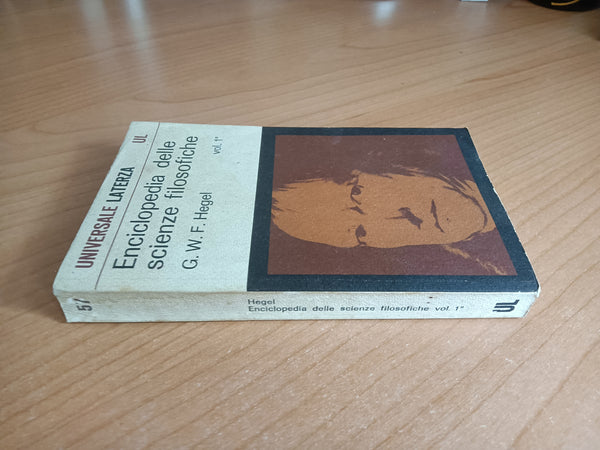 UNIVERSALE LATERZA UL
Enciclopedia delle
scienze filosofiche
G. W. F. Hegel vol. 1°
57
Hegel
Enciclopedia delle scienze filosofiche vol. 1°
UL